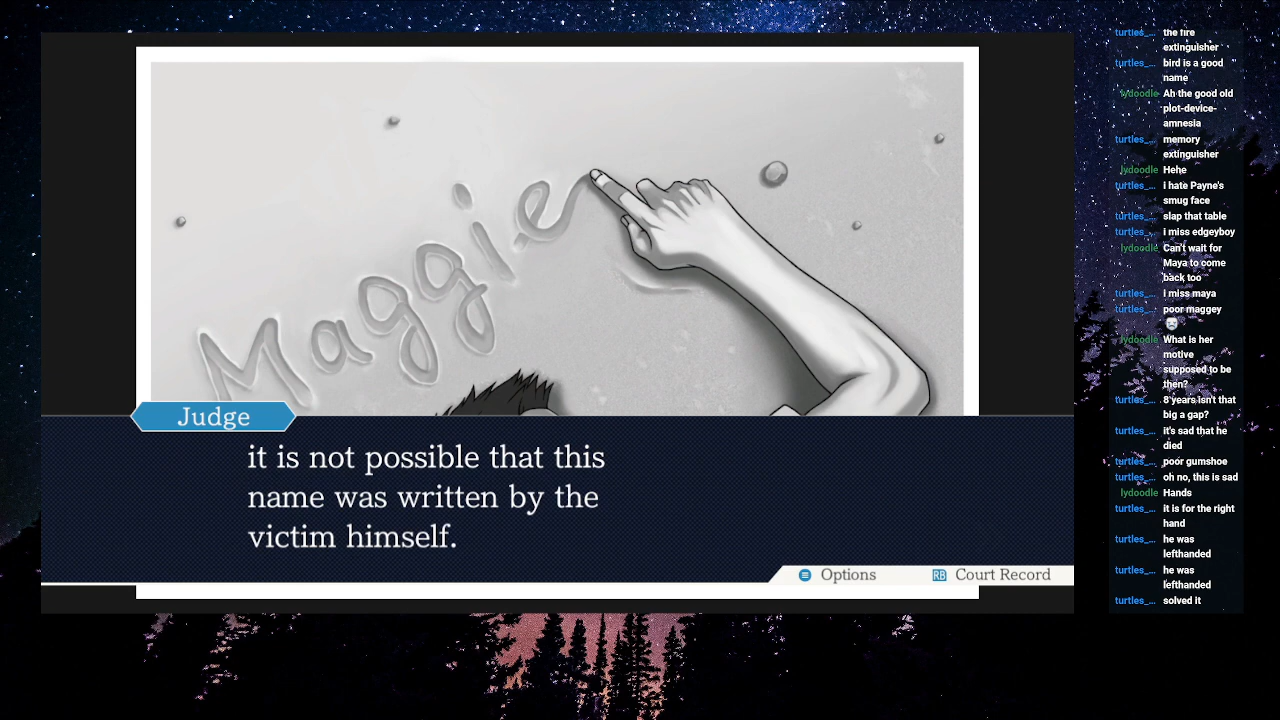 Maggie
Judge
it is not possible that this
name was written by the
victim himself.
Options
RB Court Record
turtles_... the fire
extinguisher
turtles_... bird is a good
name
lydoodle Ah the good old
plot-device-
amnesia
turtles_... memory
extinguisher
lydoodle Hehe
turtles_... i hate Payne's
smug face
turtles_... slap that table
turtles_... i miss edgeyboy
lydoodle Can't wait for
Maya to come
back too
turtles_... I miss maya
turtles_... poor maggey
lydoodle What is her
motive
supposed to be
then?
turtles_... 8 years isn't that
big a gap?
turtles_... it's sad that he
died
turtles_... poor gumshoe
turtles_... oh no, this is sad
lydoodle Hands
turtles_... it is for the right
hand
turtles_... he was
lefthanded
turtles_... he was
lefthanded
turtles_... solved it